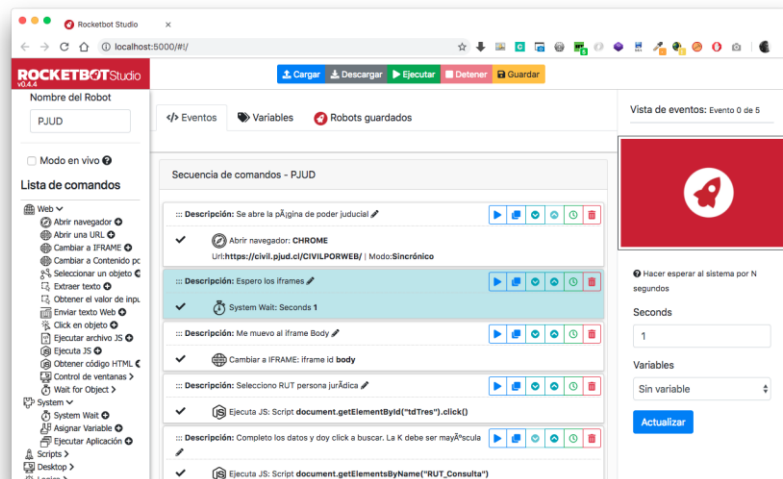 Rocketbot Studio
localhost:5000/#!/
ROCKETBOT Studio
v0.4.4
Cargar Descargar Ejecutar Detener Guardar
Nombre del Robot
PJUD
Modo en vivo
Lista de comandos
Web
Abrir navegador
Abrir una URL
Cambiar a IFRAME
Cambiar a Contenido po
Seleccionar un objeto
Extraer texto
Obtener el valor de inpu
Enviar texto Web
Click en objeto
Ejecutar archivo JS
Ejecuta JS
Obtener código HTML
Control de ventanas
Wait for Object
System
System Wait
Asignar Variable
Ejecutar Aplicación
Scripts
Desktop
Eventos Variables Robots guardados
Secuencia de comandos - PJUD
::: Descripción: Se abre la pÃ¡gina de poder juducial
Abrir navegador: CHROME
Url:https://civil.pjud.cl/CIVILPORWEB/ | Modo:Sincrónico
::: Descripción: Espero los iframes
System Wait: Seconds 1
::: Descripción: Me muevo al iframe Body
Cambiar a IFRAME: iframe id body
::: Descripción: Selecciono RUT persona jurÃ­dica
Ejecuta JS: Script document.getElementById("tdTres").click()
::: Descripción: Completo los datos y doy click a buscar. La K debe ser mayÃºscula
Ejecuta JS: Script document.getElementsByName("RUT_Consulta")
Vista de eventos: Evento 0 de 5
Hacer esperar al sistema por N
segundos
Seconds
1
Variables
Sin variable
Actualizar